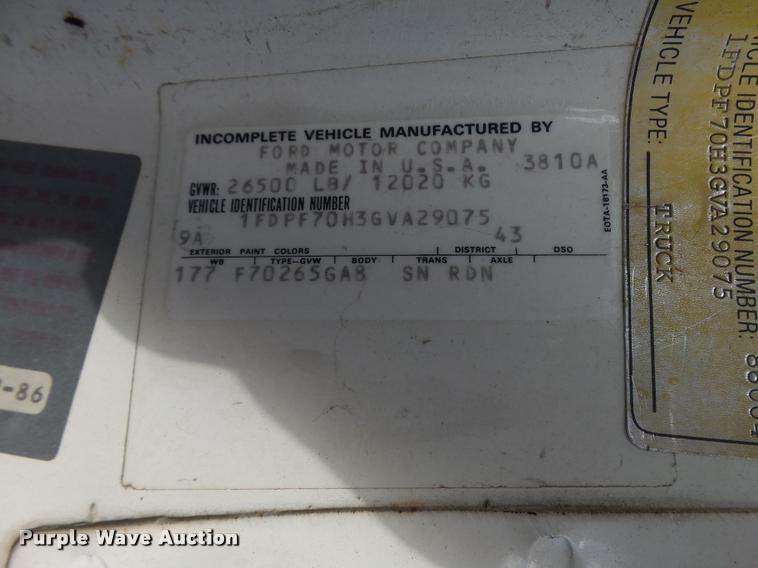 INCOMPLETE VEHICLE MANUFACTURED BY
FORD MOTOR COMPANY
MADE IN U.S.A. 3810A
GVWR: 26500 LB/ 12020 KG
VEHICLE IDENTIFICATION NUMBER
1FDPF70H3GVA29075
9A 43
EXTERIOR PAINT COLORS DISTRICT DSO
WB TYPE-GVW BODY TRANS AXLE
177 F70265GA8 SN RDN
EOTA-18173-AA
-86
VEHICLE IDENTIFICATION NUMBER:
1FDPF70H3GVA29075
VEHICLE TYPE: TRUCK
Purple Wave Auction